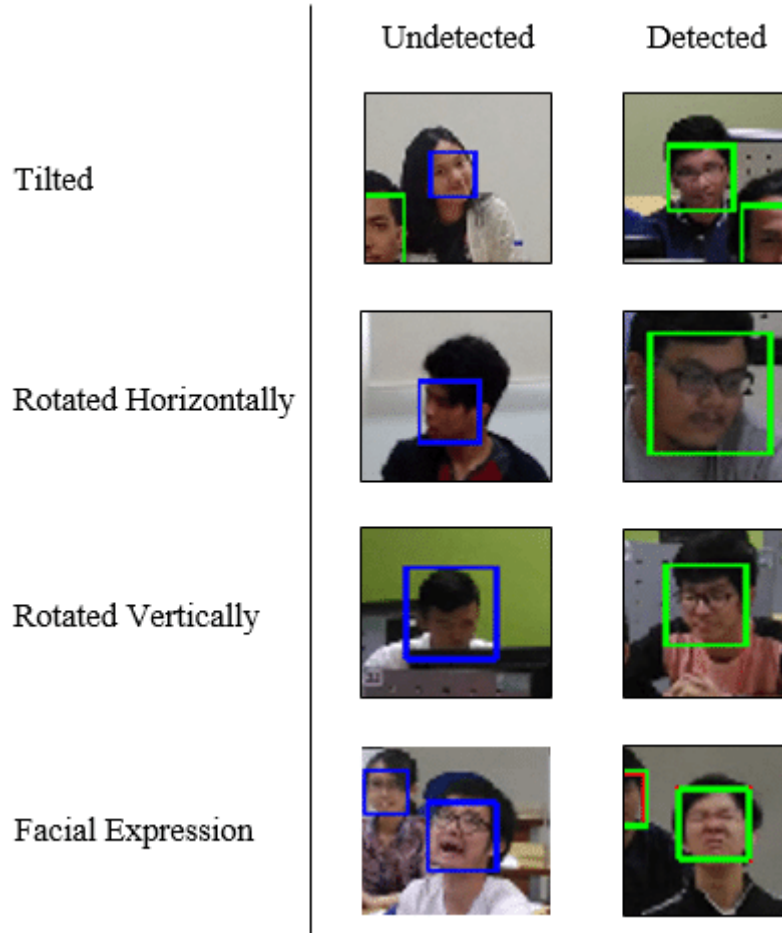 Undetected Detected
Tilted
Rotated Horizontally
Rotated Vertically
Facial Expression